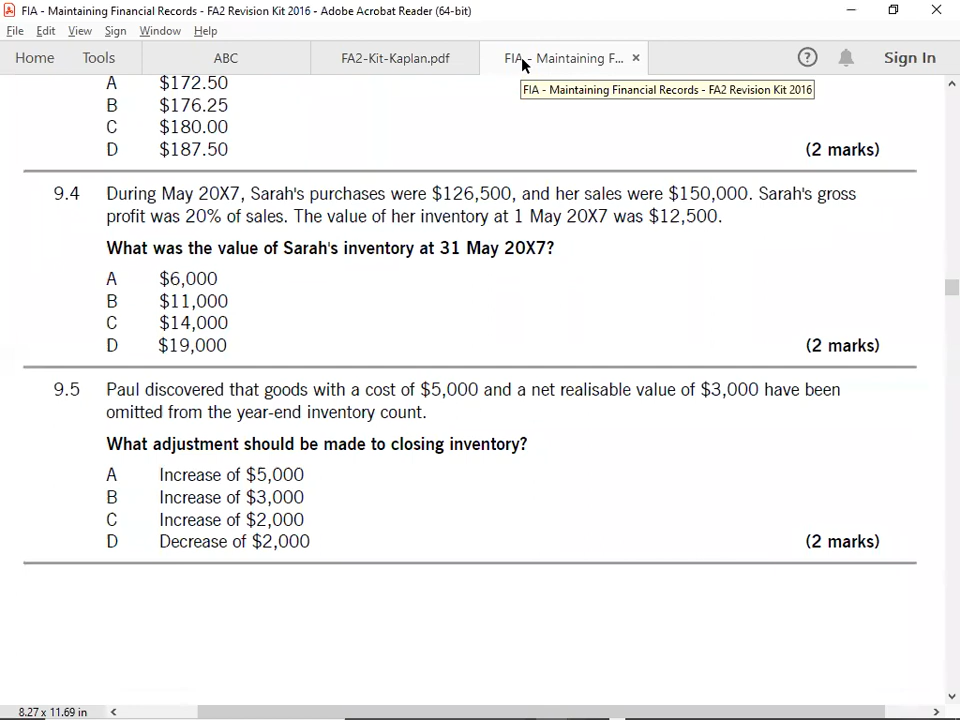 FIA - Maintaining Financial Records - FA2 Revision Kit 2016 - Adobe Acrobat Reader (64-bit)
File Edit View Sign Window Help
Home Tools ABC FA2-Kit-Kaplan.pdf FIA - Maintaining F... × Sign In
FIA - Maintaining Financial Records - FA2 Revision Kit 2016
A $172.50
B $176.25
C $180.00
D $187.50 (2 marks)
9.4 During May 20X7, Sarah's purchases were $126,500, and her sales were $150,000. Sarah's gross
profit was 20% of sales. The value of her inventory at 1 May 20X7 was $12,500.
What was the value of Sarah's inventory at 31 May 20X7?
A $6,000
B $11,000
C $14,000
D $19,000 (2 marks)
9.5 Paul discovered that goods with a cost of $5,000 and a net realisable value of $3,000 have been
omitted from the year-end inventory count.
What adjustment should be made to closing inventory?
A Increase of $5,000
B Increase of $3,000
C Increase of $2,000
D Decrease of $2,000 (2 marks)
8.27 x 11.69 in